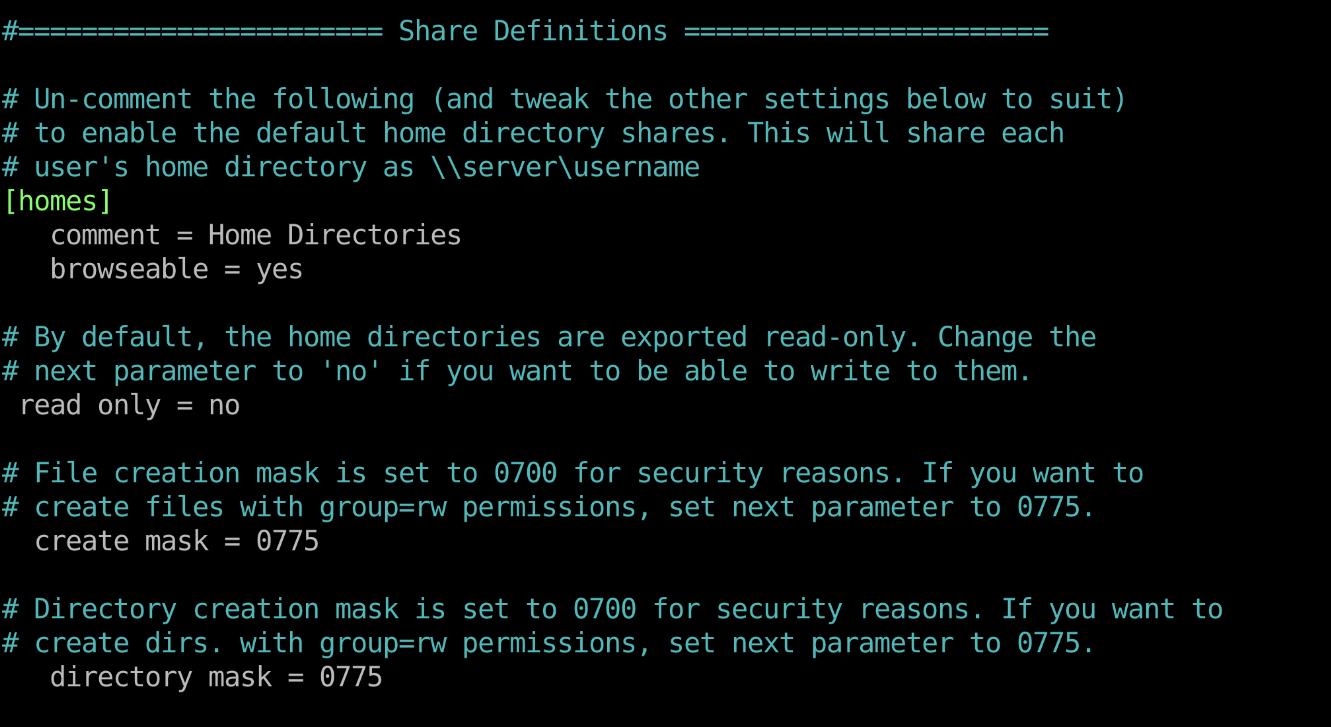 #======================= Share Definitions =======================
# Un-comment the following (and tweak the other settings below to suit)
# to enable the default home directory shares. This will share each
# user's home directory as \\server\username
[homes]
   comment = Home Directories
   browseable = yes
# By default, the home directories are exported read-only. Change the
# next parameter to 'no' if you want to be able to write to them.
 read only = no
# File creation mask is set to 0700 for security reasons. If you want to
# create files with group=rw permissions, set next parameter to 0775.
  create mask = 0775
# Directory creation mask is set to 0700 for security reasons. If you want to
# create dirs. with group=rw permissions, set next parameter to 0775.
   directory mask = 0775